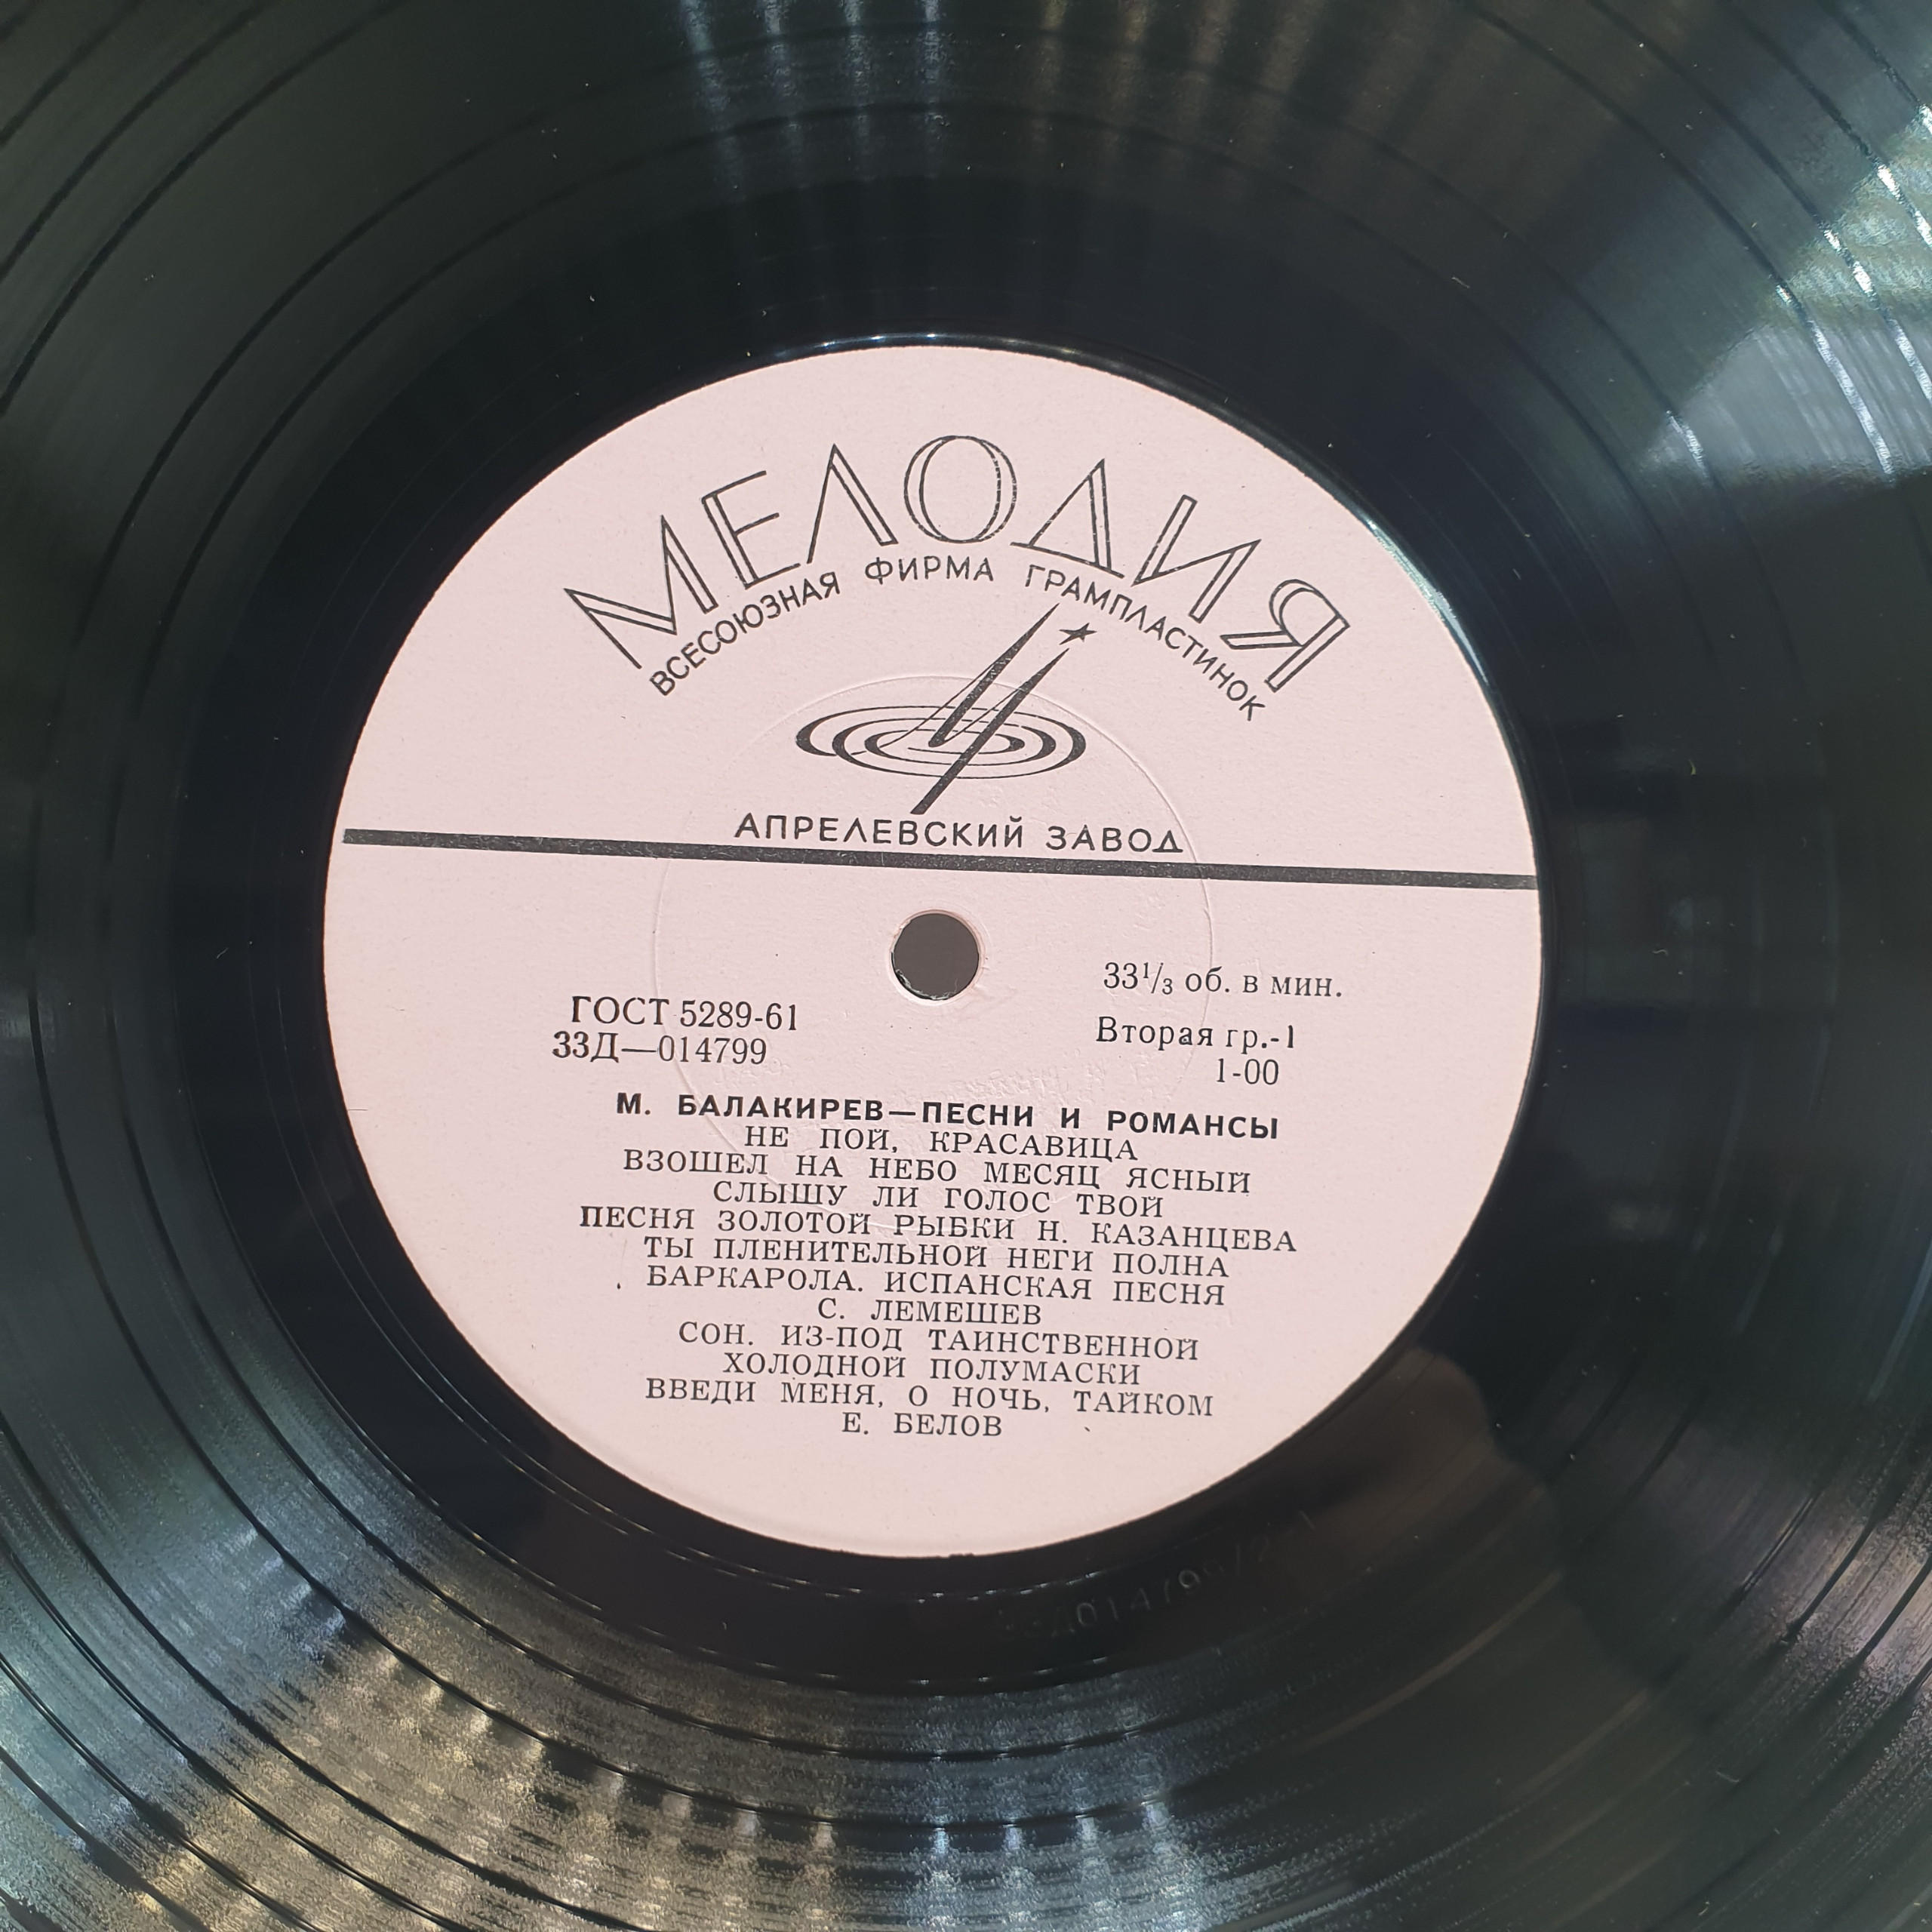 МЕЛОДИЯ
ВСЕСОЮЗНАЯ ФИРМА ГРАМПЛАСТИНОК
АПРЕЛЕВСКИЙ ЗАВОД
33⅓ об. в мин.
ГОСТ 5289-61
Вторая гр.-1
33Д—014799
1-00
М. БАЛАКИРЕВ—ПЕСНИ И РОМАНСЫ
НЕ ПОЙ, КРАСАВИЦА
ВЗОШЕЛ НА НЕБО МЕСЯЦ ЯСНЫЙ
СЛЫШУ ЛИ ГОЛОС ТВОЙ
ПЕСНЯ ЗОЛОТОЙ РЫБКИ Н. КАЗАНЦЕВА
ТЫ ПЛЕНИТЕЛЬНОЙ НЕГИ ПОЛНА
БАРКАРОЛА. ИСПАНСКАЯ ПЕСНЯ
С. ЛЕМЕШЕВ
СОН. ИЗ-ПОД ТАИНСТВЕННОЙ
ХОЛОДНОЙ ПОЛУМАСКИ
ВВЕДИ МЕНЯ, О НОЧЬ, ТАЙКОМ
Е. БЕЛОВ